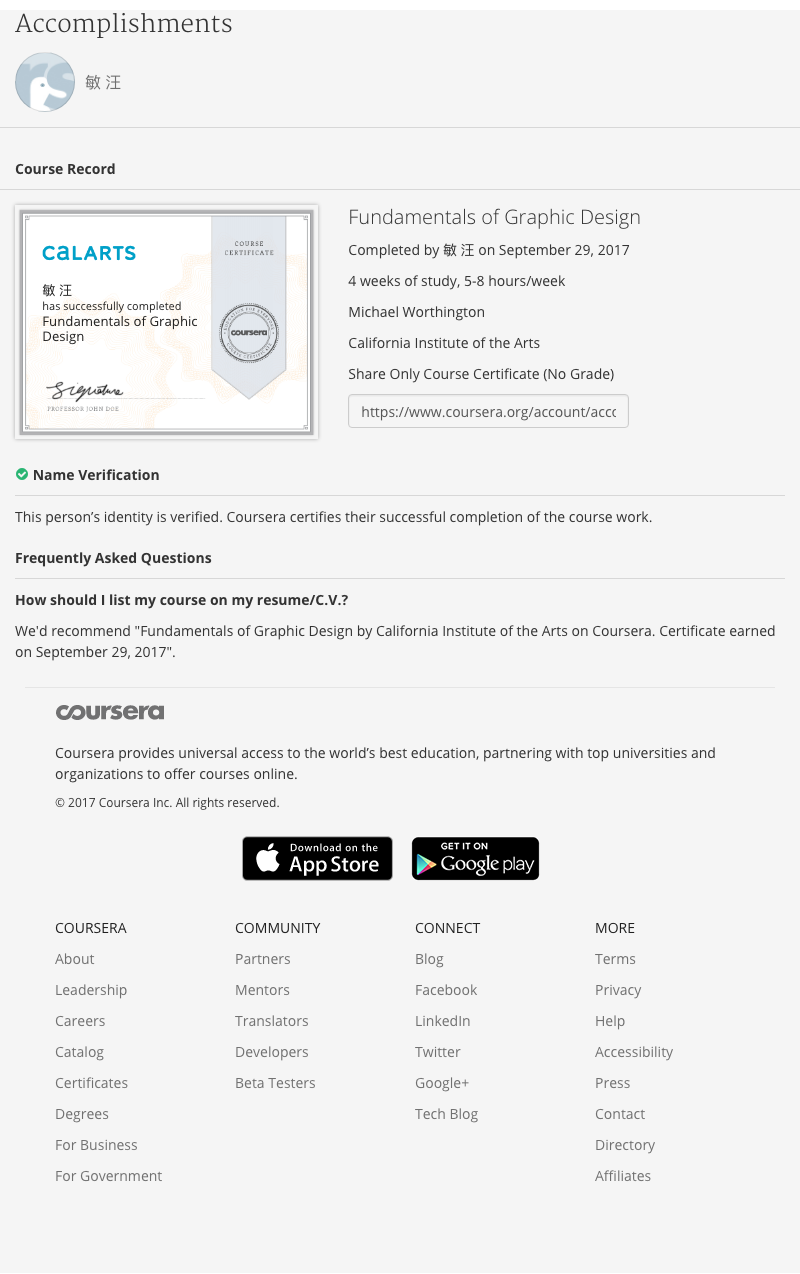 Accomplishments
敏 汪
Course Record
CALARTS
COURSE
CERTIFICATE
敏 汪
has successfully completed
Fundamentals of Graphic
Design
EDUCATION FOR EVERYONE
coursera
COURSE CERTIFICATE
Signature
PROFESSOR JOHN DOE
Fundamentals of Graphic Design
Completed by 敏 汪 on September 29, 2017
4 weeks of study, 5-8 hours/week
Michael Worthington
California Institute of the Arts
Share Only Course Certificate (No Grade)
https://www.coursera.org/account/acco
Name Verification
This person’s identity is verified. Coursera certifies their successful completion of the course work.
Frequently Asked Questions
How should I list my course on my resume/C.V.?
We'd recommend "Fundamentals of Graphic Design by California Institute of the Arts on Coursera. Certificate earned
on September 29, 2017".
coursera
Coursera provides universal access to the world’s best education, partnering with top universities and
organizations to offer courses online.
© 2017 Coursera Inc. All rights reserved.
Download on the
App Store
GET IT ON
Google play
COURSERA
About
Leadership
Careers
Catalog
Certificates
Degrees
For Business
For Government
COMMUNITY
Partners
Mentors
Translators
Developers
Beta Testers
CONNECT
Blog
Facebook
LinkedIn
Twitter
Google+
Tech Blog
MORE
Terms
Privacy
Help
Accessibility
Press
Contact
Directory
Affiliates